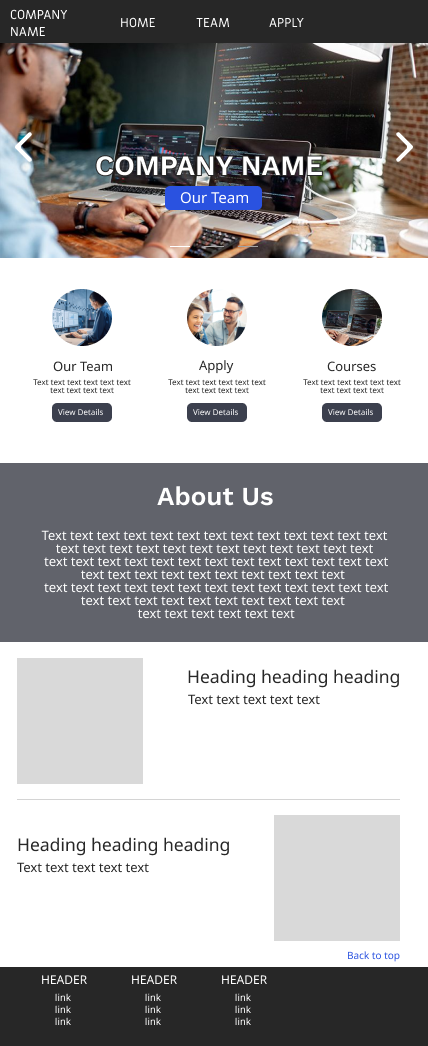 COMPANY
NAME
HOME
TEAM
APPLY
COMPANY NAME
Our Team
Our Team
Text text text text text text
text text text text
View Details
Apply
Text text text text text text
text text text text
View Details
Courses
Text text text text text text
text text text text
View Details
About Us
Text text text text text text text text text text text text text
text text text text text text text text text text text text
text text text text text text text text text text text text text
text text text text text text text text text text
text text text text text text text text text text text text text
text text text text text text text text text text
text text text text text text
Heading heading heading
Text text text text text
Heading heading heading
Text text text text text
Back to top
HEADER
link
link
link
HEADER
link
link
link
HEADER
link
link
link